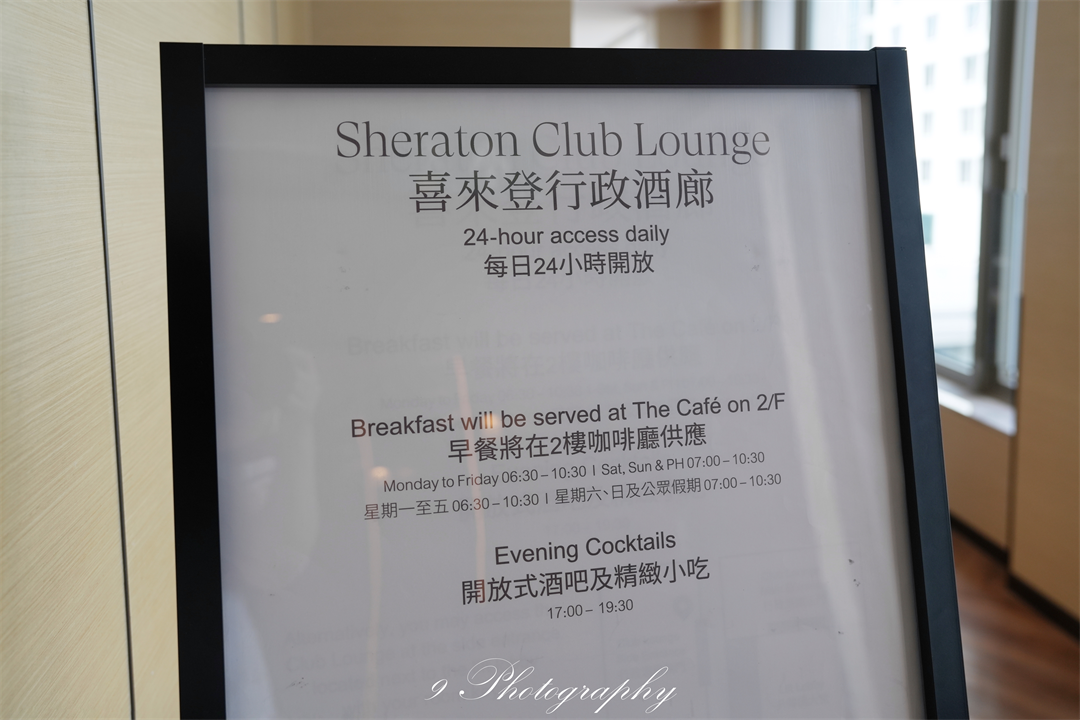 Sheraton Club Lounge
喜來登行政酒廊
24-hour access daily
每日24小時開放
Breakfast will be served at The Café on 2/F
早餐將在2樓咖啡廳供應
Monday to Friday 06:30 – 10:30 I Sat, Sun & PH 07:00 – 10:30
星期一至五 06:30 – 10:30 I 星期六、日及公眾假期 07:00 – 10:30
Evening Cocktails
開放式酒吧及精緻小吃
17:00 – 19:30
9 Photography